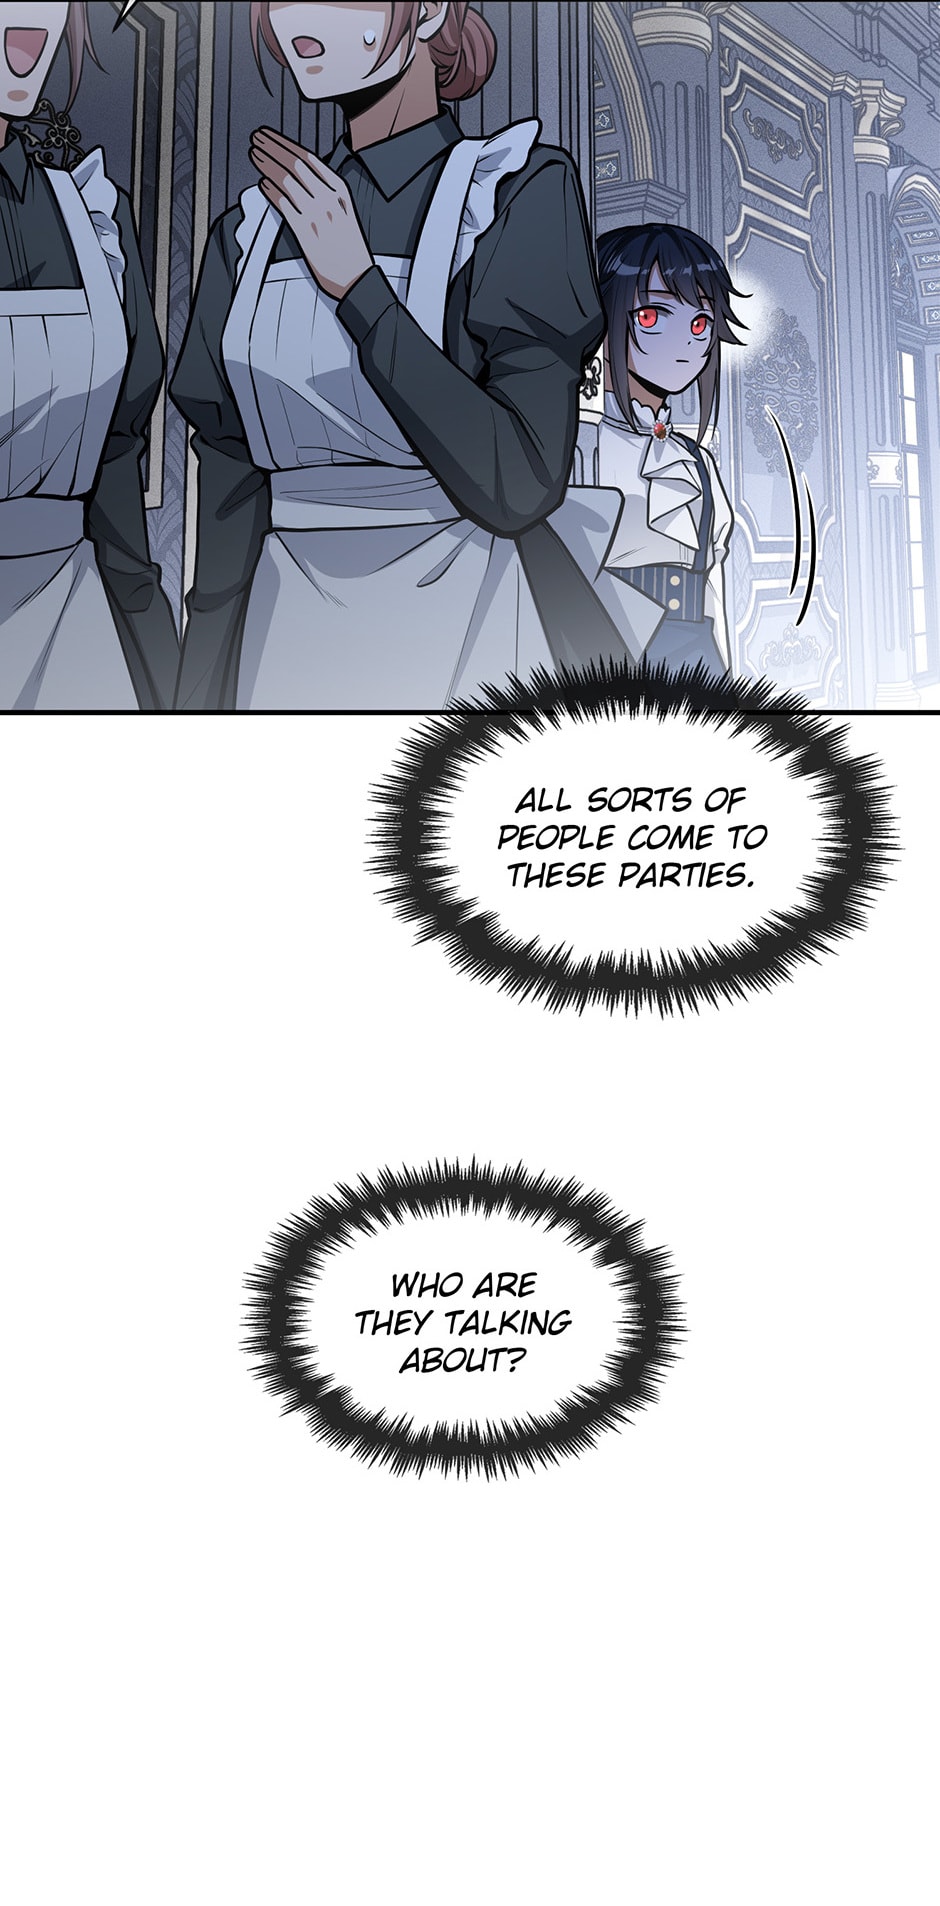 ALL SORTS OF
PEOPLE COME TO
THESE PARTIES.
WHO ARE
THEY TALKING
ABOUT?